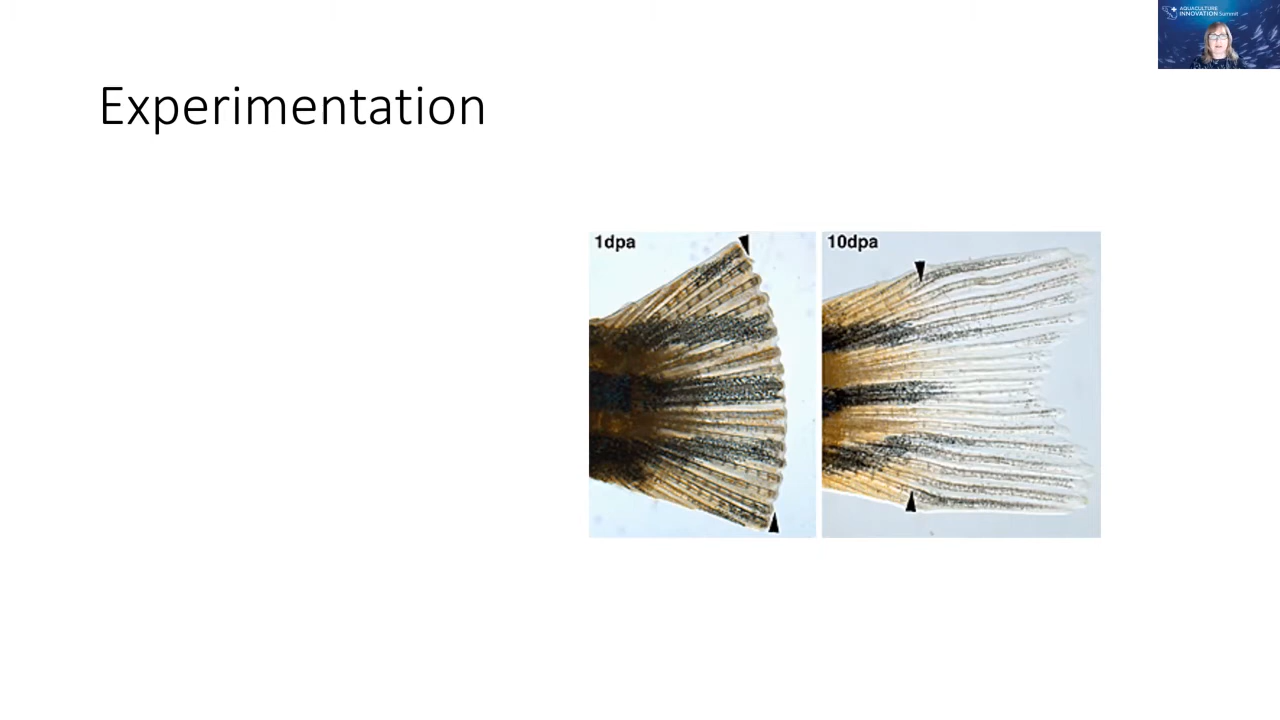 AQUACULTURE
INNOVATION Summit
Experimentation
1dpa
10dpa